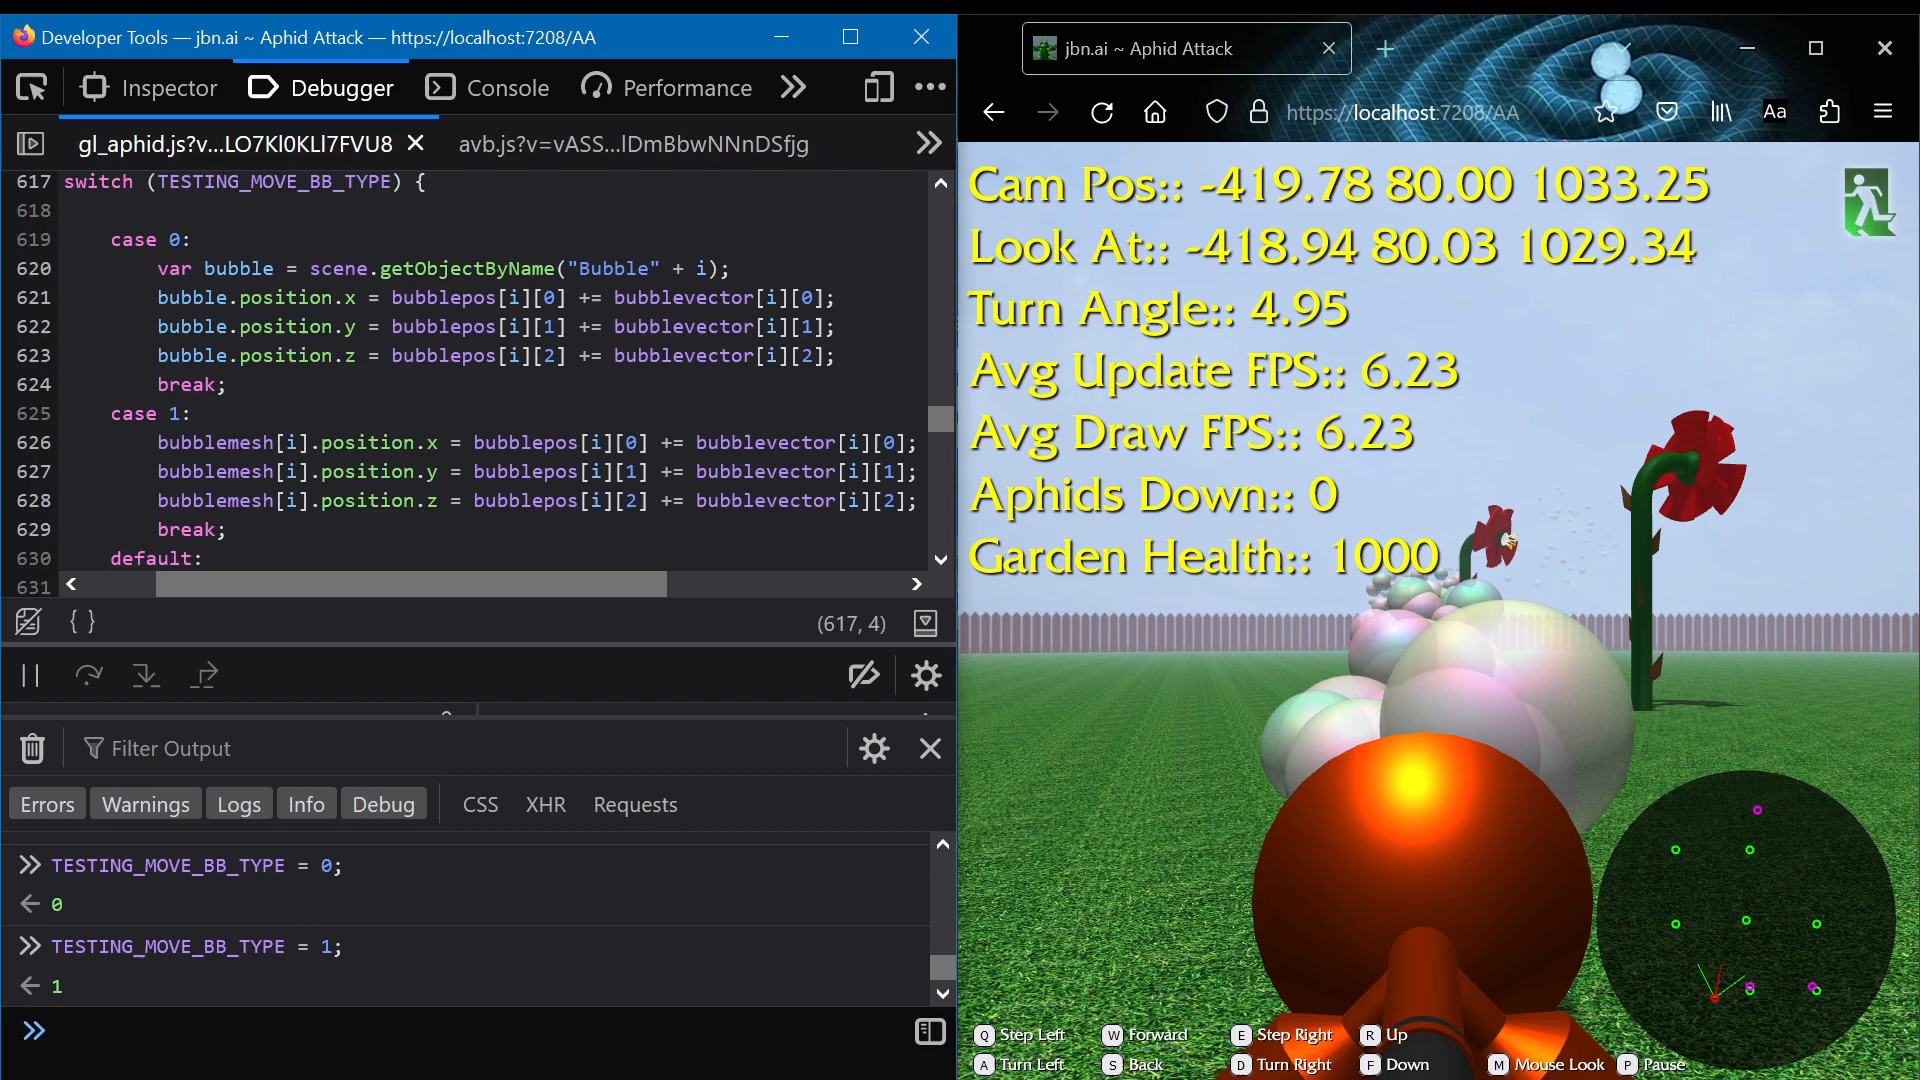 Developer Tools — jbn.ai ~ Aphid Attack — https://localhost:7208/AA
Inspector Debugger Console Performance
gl_aphid.js?v...LO7Kl0KLI7FVU8 avb.js?v=vASS...lDmBbwNNnDSfjg
617 switch (TESTING_MOVE_BB_TYPE) {
618
619 case 0:
620 var bubble = scene.getObjectByName("Bubble" + i);
621 bubble.position.x = bubblepos[i][0] += bubblevector[i][0];
622 bubble.position.y = bubblepos[i][1] += bubblevector[i][1];
623 bubble.position.z = bubblepos[i][2] += bubblevector[i][2];
624 break;
625 case 1:
626 bubblemesh[i].position.x = bubblepos[i][0] += bubblevector[i][0];
627 bubblemesh[i].position.y = bubblepos[i][1] += bubblevector[i][1];
628 bubblemesh[i].position.z = bubblepos[i][2] += bubblevector[i][2];
629 break;
630 default:
631
{ } (617, 4)
Filter Output
Errors Warnings Logs Info Debug CSS XHR Requests
TESTING_MOVE_BB_TYPE = 0;
0
TESTING_MOVE_BB_TYPE = 1;
1
jbn.ai ~ Aphid Attack
https://localhost:7208/AA Aa
Cam Pos:: -419.78 80.00 1033.25
Look At:: -418.94 80.03 1029.34
Turn Angle:: 4.95
Avg Update FPS:: 6.23
Avg Draw FPS:: 6.23
Aphids Down:: 0
Garden Health:: 1000
Q Step Left W Forward E Step Right R Up
A Turn Left S Back D Turn Right F Down M Mouse Look P Pause